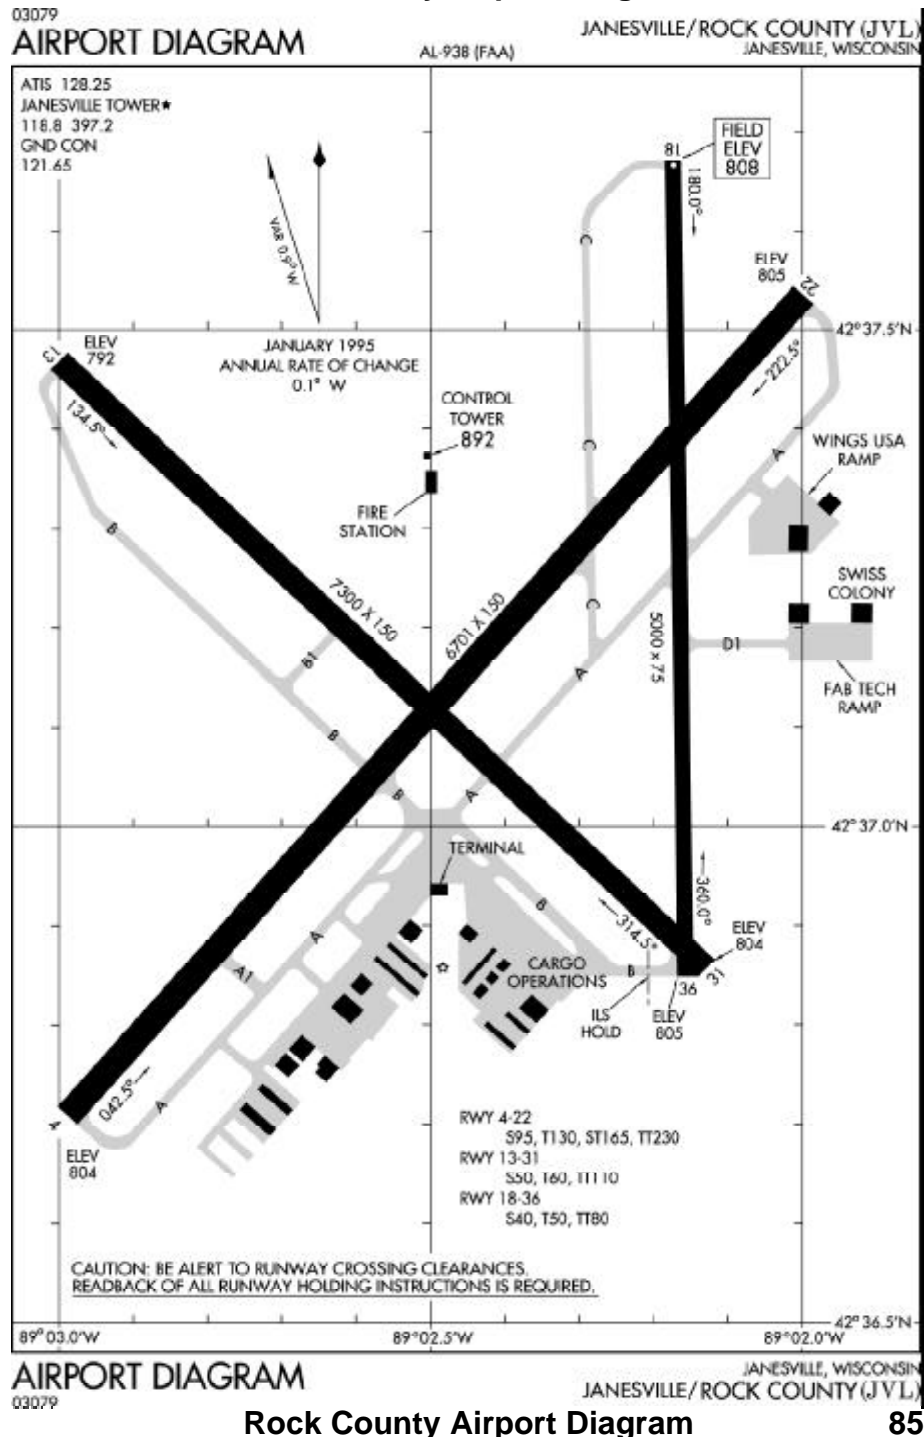 03079
AIRPORT DIAGRAM
AL-938 (FAA)
JANESVILLE/ROCK COUNTY (JVL)
JANESVILLE, WISCONSIN
ATIS 128.25
JANESVILLE TOWER★
118.8 397.2
GND CON
121.65
VAR 0.9° W
JANUARY 1995
ANNUAL RATE OF CHANGE
0.1° W
FIELD
ELEV
808
18
180.0°
C
ELEV
805
22
222.5°
42°37.5'N
ELEV
792
13
134.5°
CONTROL
TOWER
892
FIRE
STATION
C
A
WINGS USA
RAMP
B
7300 X 150
6701 X 150
C
5000 x 75
SWISS
COLONY
D1
FAB TECH
RAMP
B1
A
B
B
A
42°37.0'N
TERMINAL
360.0°
B
314.5°
ELEV
804
A
A1
CARGO
OPERATIONS
B
36
31
ILS
HOLD
ELEV
805
042.5°
A
4
ELEV
804
RWY 4-22
S95, T130, ST165, TT230
RWY 13-31
S50, T60, TT110
RWY 18-36
S40, T50, TT80
CAUTION: BE ALERT TO RUNWAY CROSSING CLEARANCES.
READBACK OF ALL RUNWAY HOLDING INSTRUCTIONS IS REQUIRED.
42°36.5'N
89°03.0'W
89°02.5'W
89°02.0'W
AIRPORT DIAGRAM
03079
JANESVILLE, WISCONSIN
JANESVILLE/ROCK COUNTY (JVL)
Rock County Airport Diagram 85